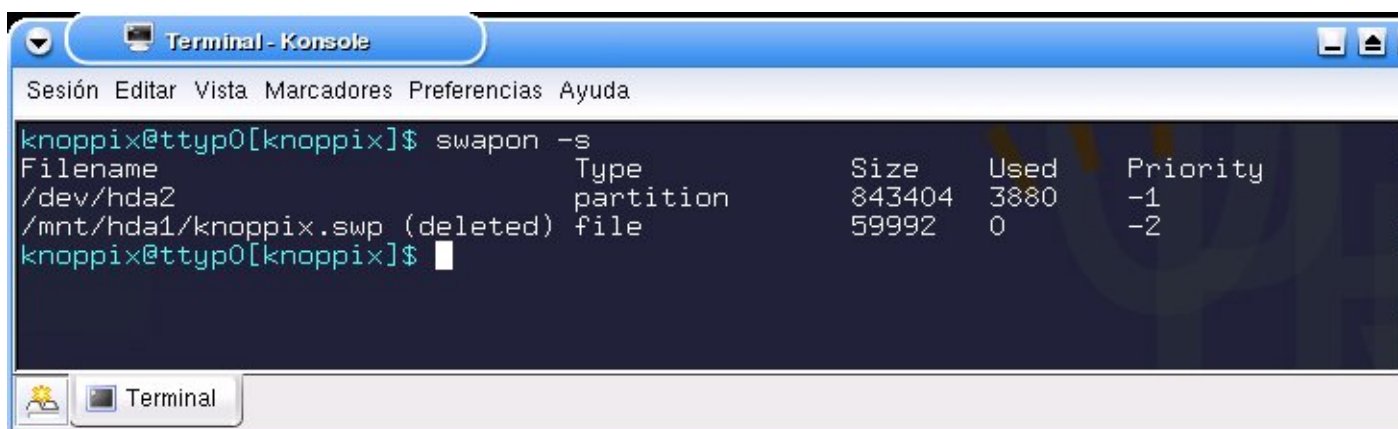 Terminal - Konsole
Sesión Editar Vista Marcadores Preferencias Ayuda
knoppix@ttyp0[knoppix]$ swapon -s
Filename Type Size Used Priority
/dev/hda2 partition 843404 3880 -1
/mnt/hda1/knoppix.swp (deleted) file 59992 0 -2
knoppix@ttyp0[knoppix]$
Terminal